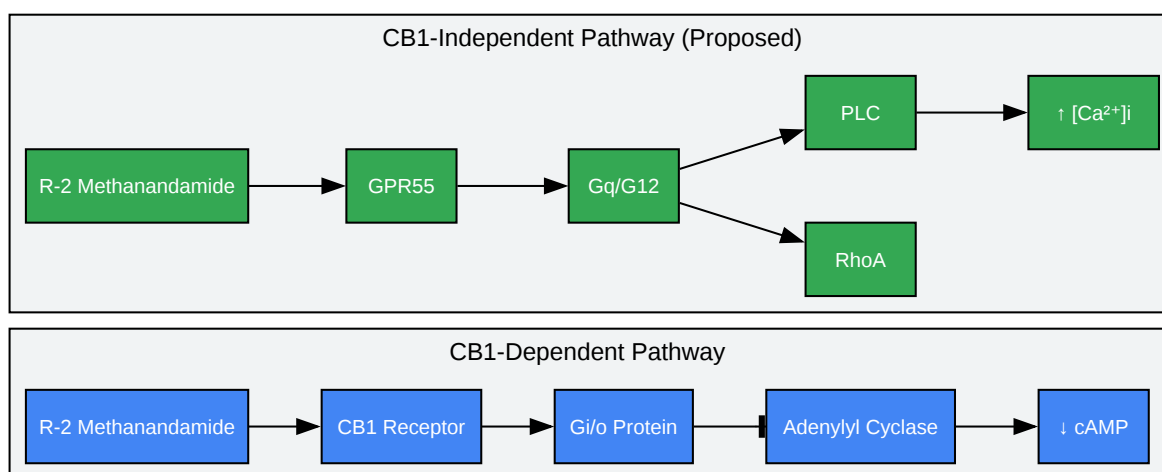 CB1-Independent Pathway (Proposed)
R-2 Methanandamide
GPR55
Gq/G12
PLC
↑ [Ca²⁺]i
RhoA
CB1-Dependent Pathway
R-2 Methanandamide
CB1 Receptor
Gi/o Protein
Adenylyl Cyclase
↓ cAMP